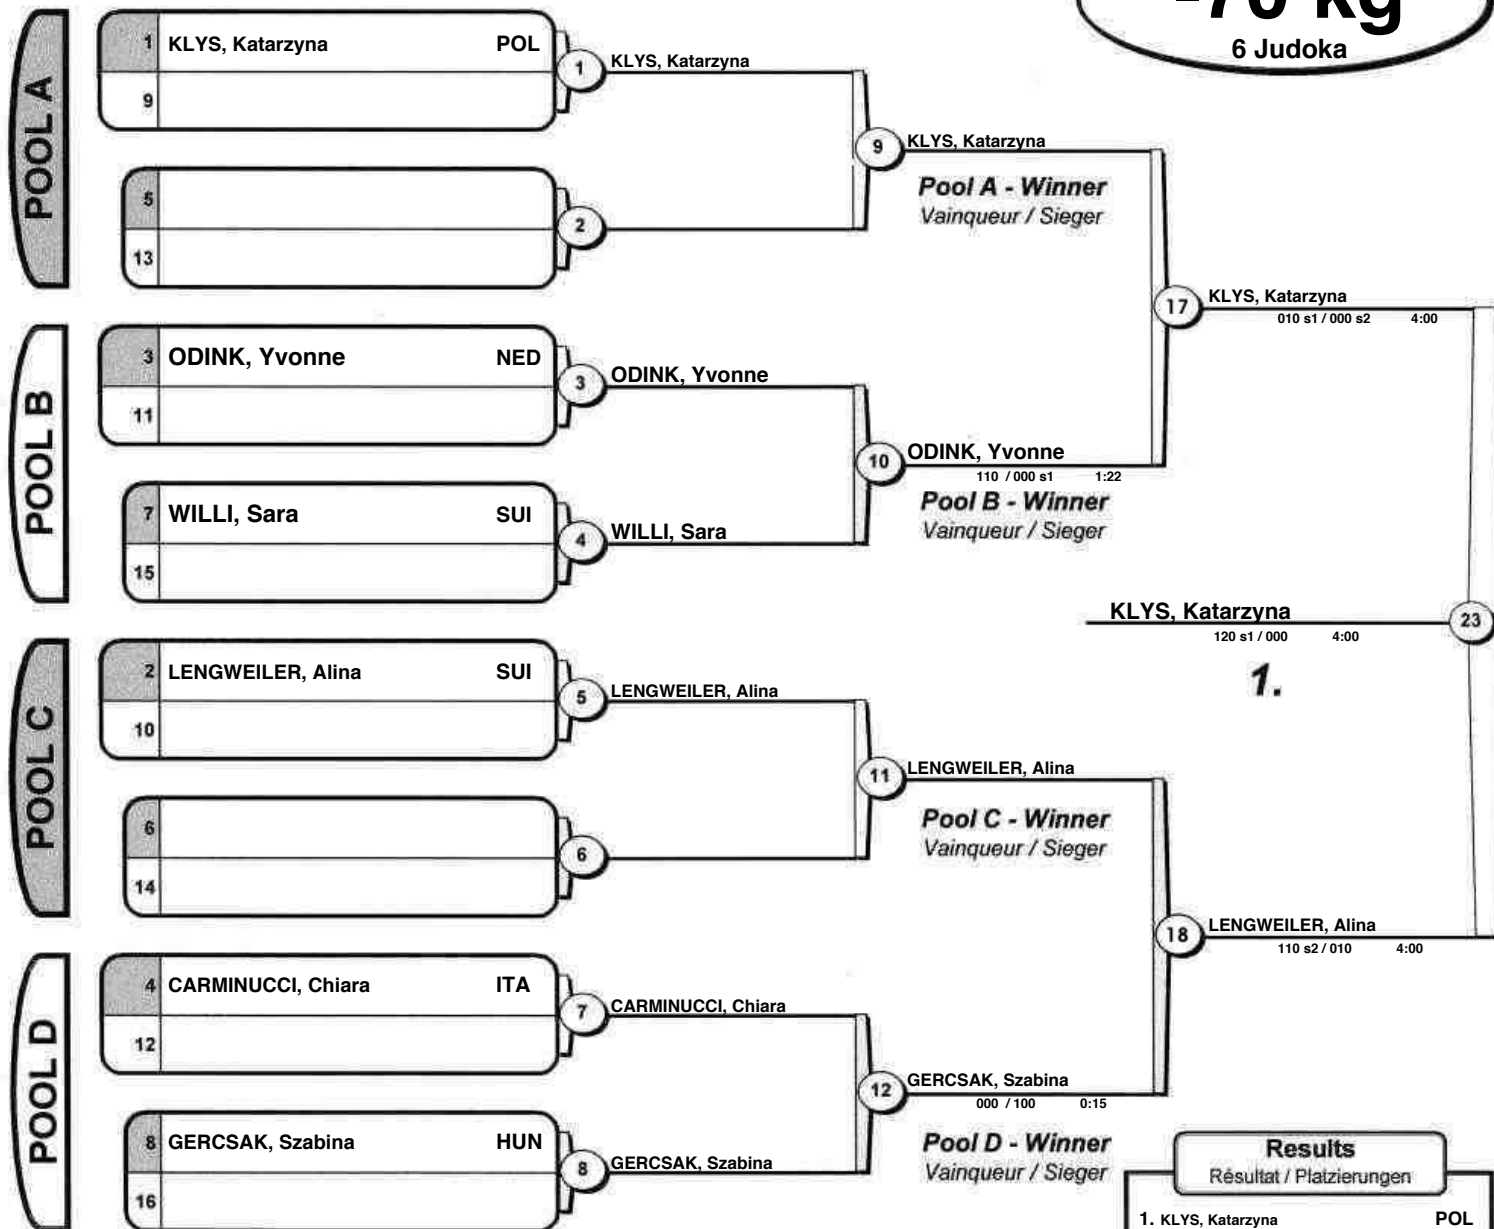 -70 kg
6 Judoka
POOL A
1 KLYS, Katarzyna POL
9
5
13
1 KLYS, Katarzyna
2
9 KLYS, Katarzyna
Pool A - Winner
Vainqueur / Sieger
POOL B
3 ODINK, Yvonne NED
11
7 WILLI, Sara SUI
15
3 ODINK, Yvonne
4 WILLI, Sara
10 ODINK, Yvonne
110 / 000 s1 1:22
Pool B - Winner
Vainqueur / Sieger
17 KLYS, Katarzyna
010 s1 / 000 s2 4:00
KLYS, Katarzyna 23
120 s1 / 000 4:00
1.
POOL C
2 LENGWEILER, Alina SUI
10
6
14
5 LENGWEILER, Alina
6
11 LENGWEILER, Alina
Pool C - Winner
Vainqueur / Sieger
18 LENGWEILER, Alina
110 s2 / 010 4:00
POOL D
4 CARMINUCCI, Chiara ITA
12
8 GERCSAK, Szabina HUN
16
7 CARMINUCCI, Chiara
8 GERCSAK, Szabina
12 GERCSAK, Szabina
000 / 100 0:15
Pool D - Winner
Vainqueur / Sieger
Results
Résultat / Platzierungen
1. KLYS, Katarzyna POL